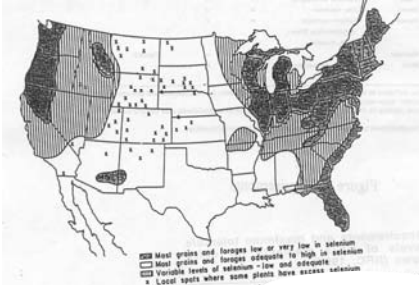 Most grains and forages low or very low in selenium
Most grains and forages adequate to high in selenium
Variable levels of selenium -low and adequate
x Local spots where some plants have excess selenium